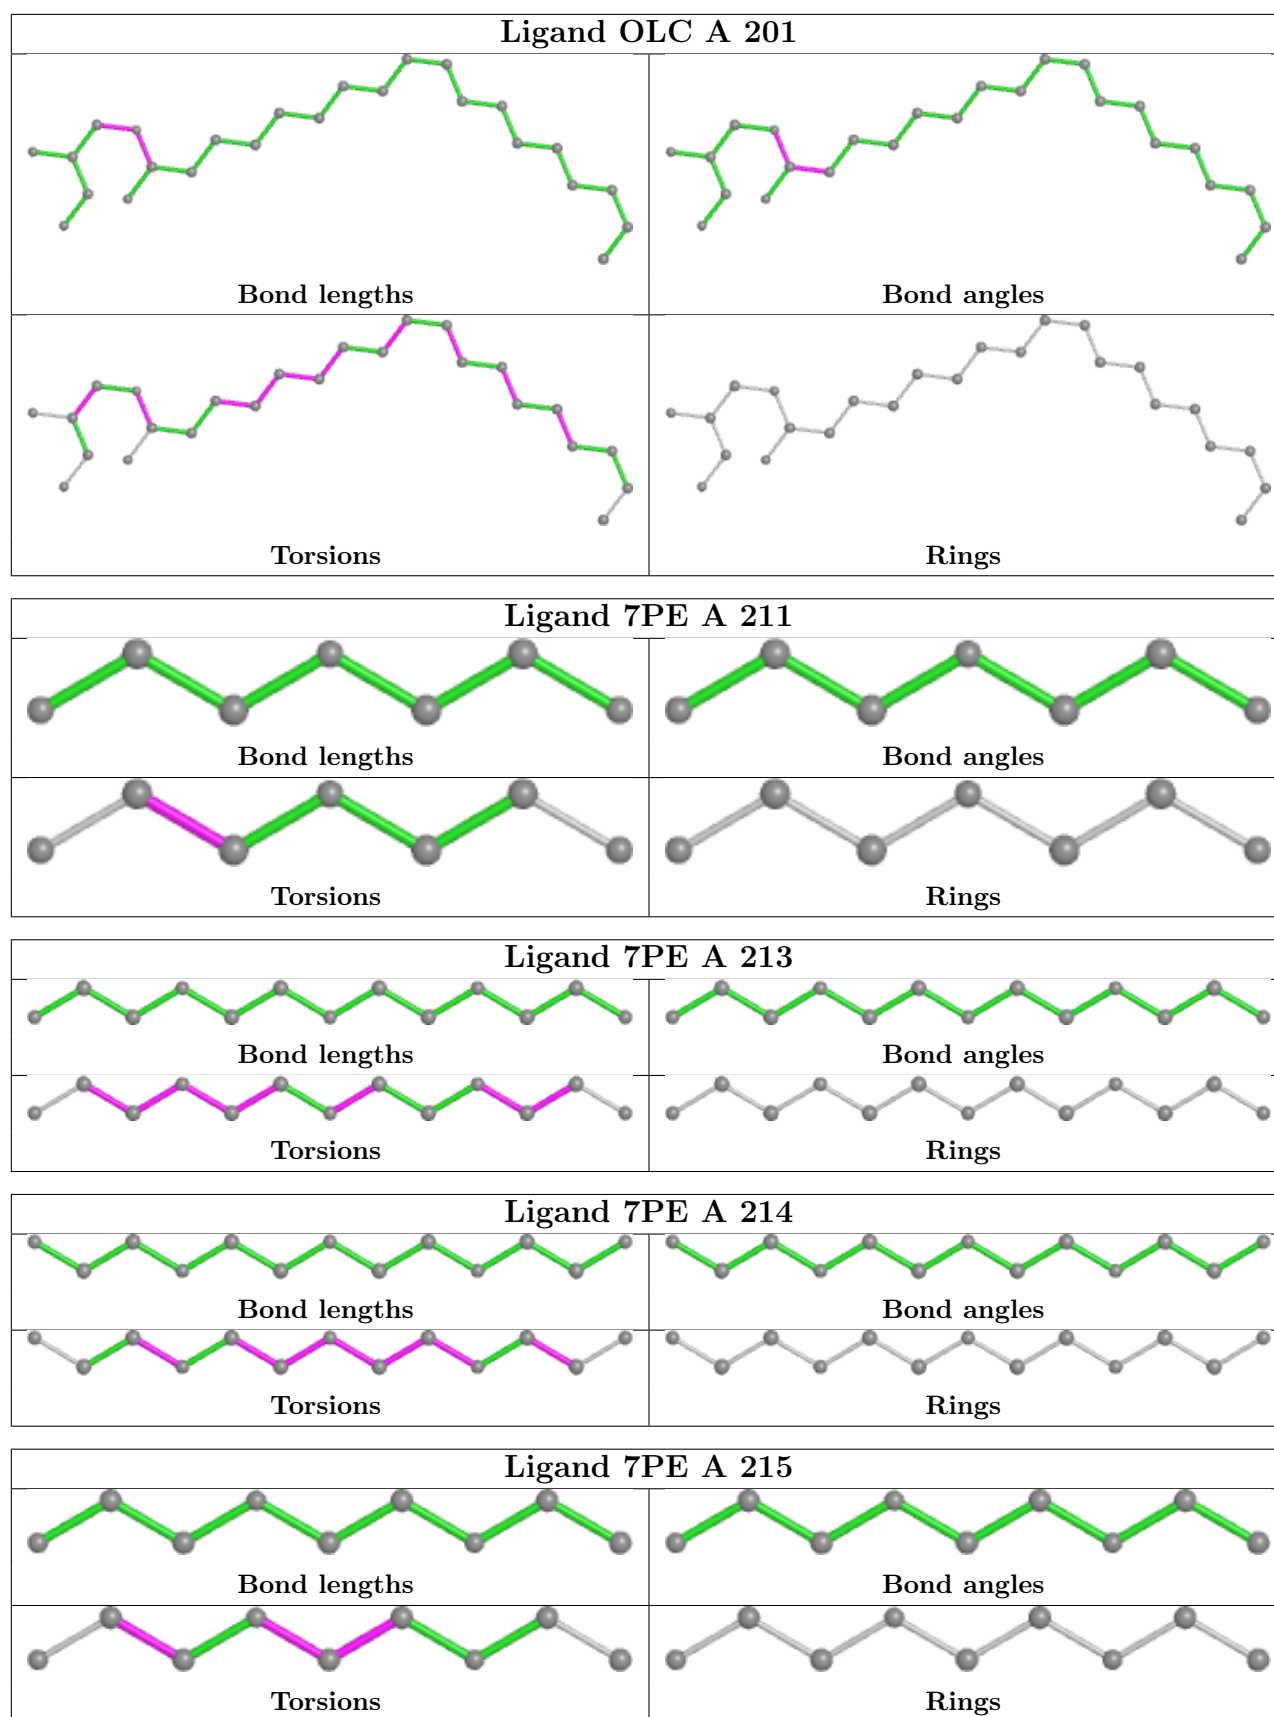 Ligand OLC A 201
Bond lengths
Bond angles
Torsions
Rings
Ligand 7PE A 211
Bond lengths
Bond angles
Torsions
Rings
Ligand 7PE A 213
Bond lengths
Bond angles
Torsions
Rings
Ligand 7PE A 214
Bond lengths
Bond angles
Torsions
Rings
Ligand 7PE A 215
Bond lengths
Bond angles
Torsions
Rings